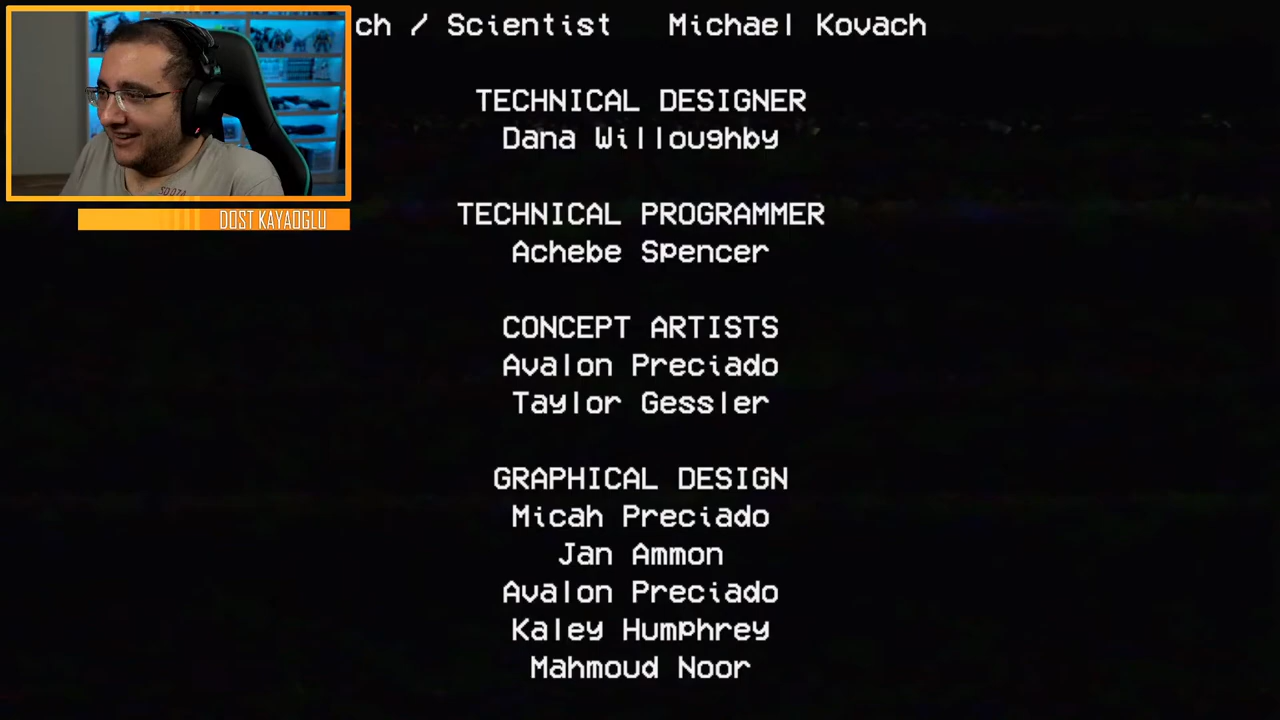 ch / Scientist Michael Kovach
TECHNICAL DESIGNER
Dana Willoughby
DOST KAYAOGLU
TECHNICAL PROGRAMMER
Achebe Spencer
CONCEPT ARTISTS
Avalon Preciado
Taylor Gessler
GRAPHICAL DESIGN
Micah Preciado
Jan Ammon
Avalon Preciado
Kaley Humphrey
Mahmoud Noor